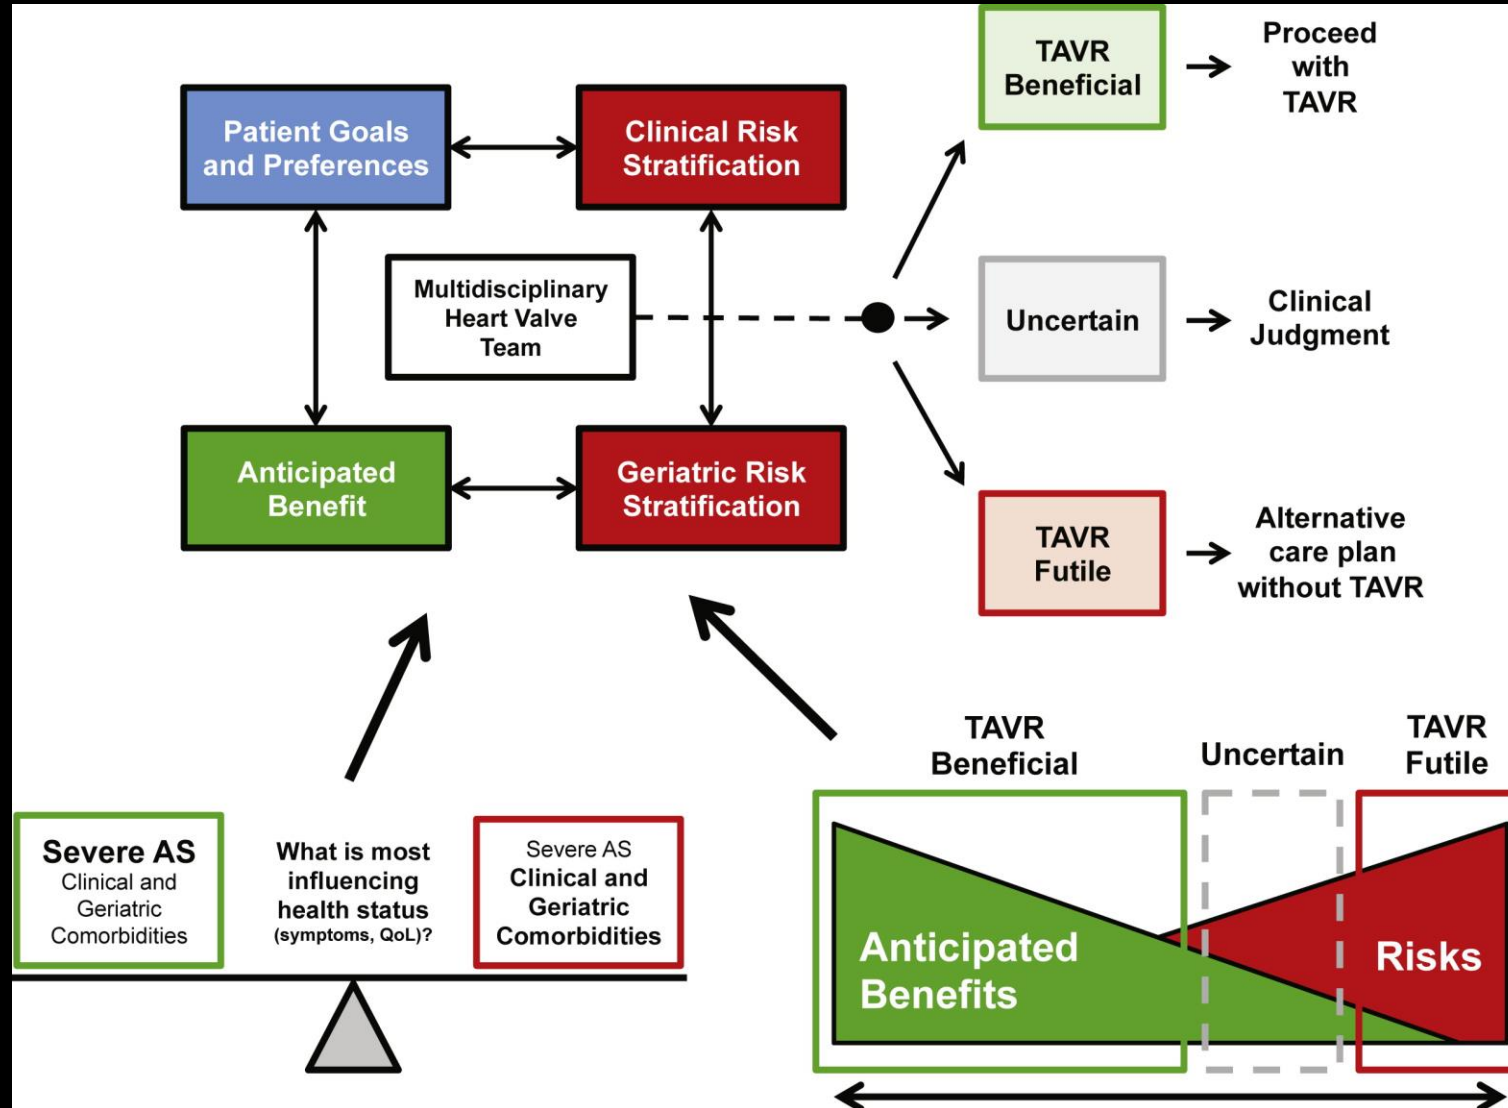 Patient Goals
and Preferences
Clinical Risk
Stratification
Multidisciplinary
Heart Valve
Team
Anticipated
Benefit
Geriatric Risk
Stratification
TAVR
Beneficial
Proceed
with
TAVR
Uncertain
Clinical
Judgment
TAVR
Futile
Alternative
care plan
without TAVR
Severe AS
Clinical and
Geriatric
Comorbidities
What is most
influencing
health status
(symptoms, QoL)?
Severe AS
Clinical and
Geriatric
Comorbidities
TAVR
Beneficial
Uncertain
TAVR
Futile
Anticipated
Benefits
Risks